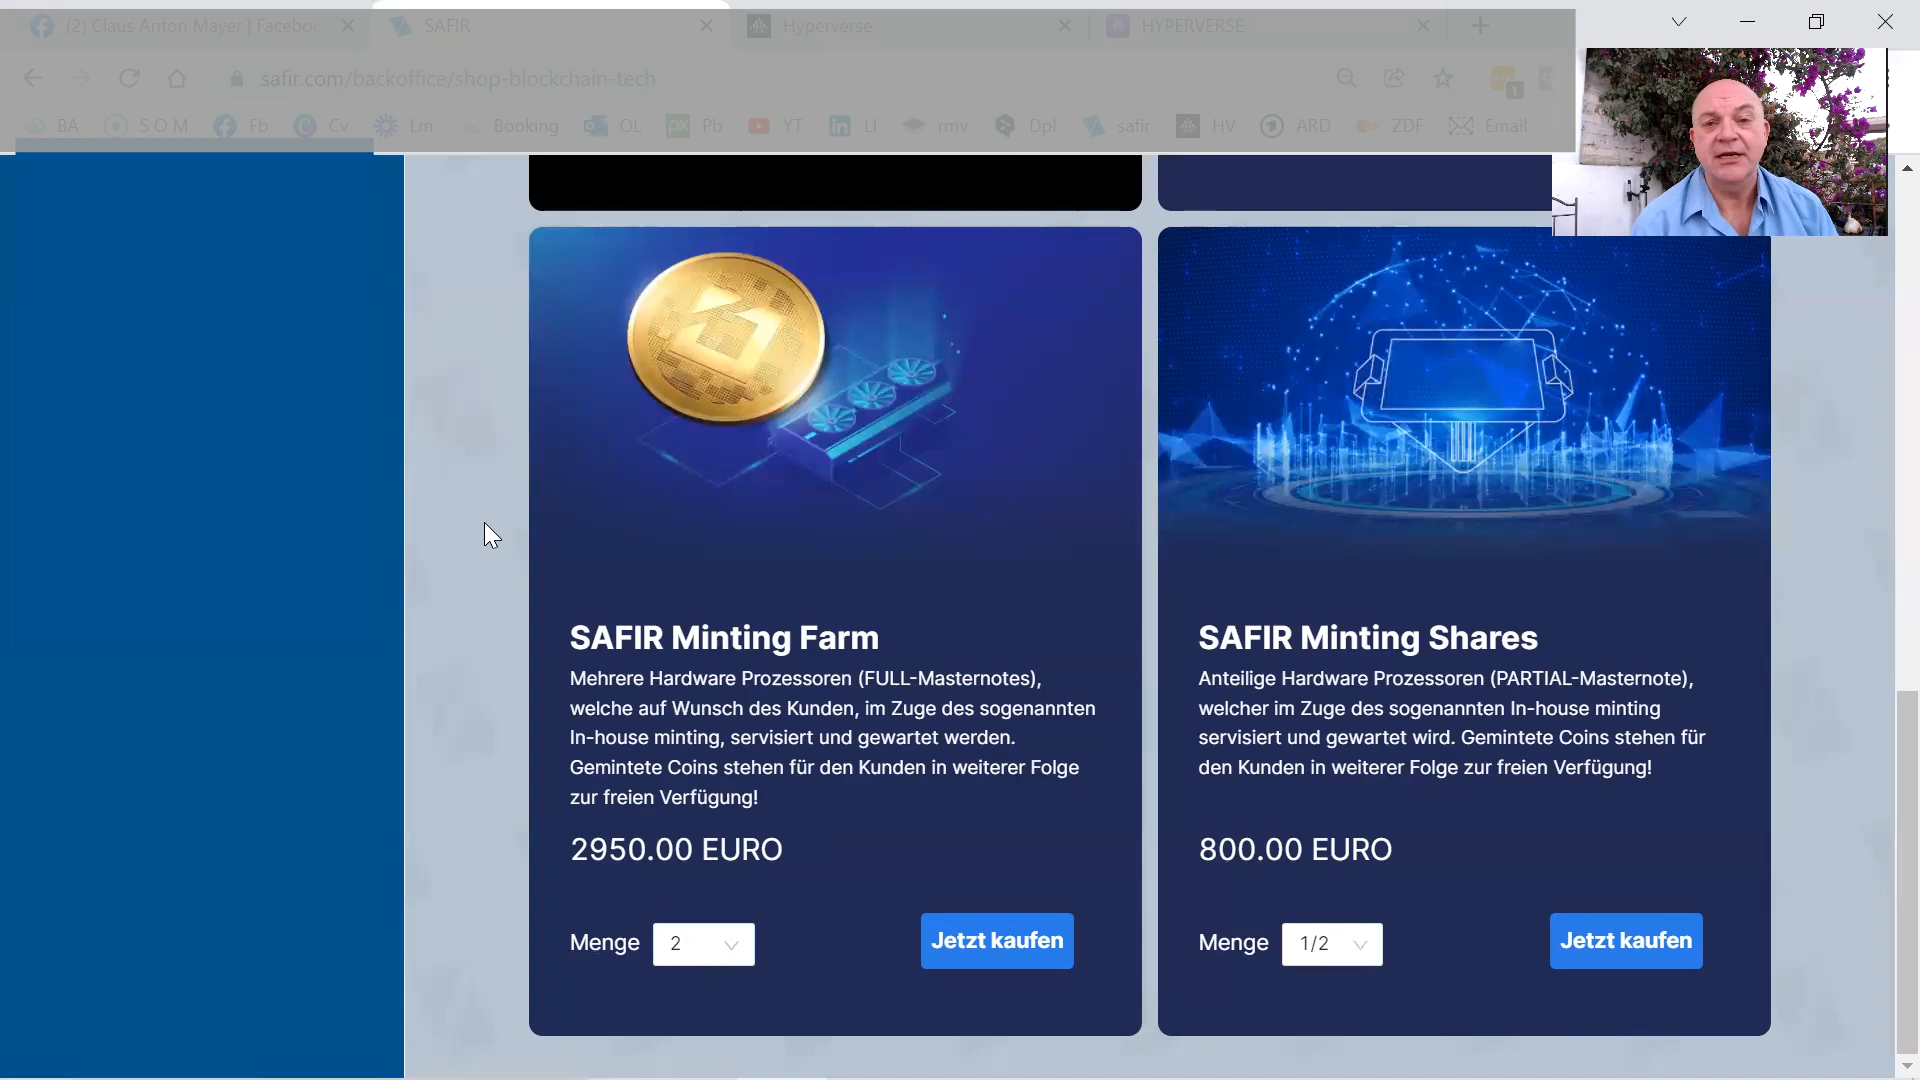 (2) Claus Anton Mayer | Faceboo
SAFIR
Hyperverse
HYPERVERSE
safir.com/backoffice/shop-blockchain-tech
1
BA
S O M
Fb
Cv
Lm
Booking
OL
Pb
YT
LI
rmv
Dpl
safir
HV
ARD
ZDF
Email
SAFIR Minting Farm
Mehrere Hardware Prozessoren (FULL-Masternotes),
welche auf Wunsch des Kunden, im Zuge des sogenannten
In-house minting, servisiert und gewartet werden.
Gemintete Coins stehen für den Kunden in weiterer Folge
zur freien Verfügung!
2950.00 EURO
Menge 2
Jetzt kaufen
SAFIR Minting Shares
Anteilige Hardware Prozessoren (PARTIAL-Masternote),
welcher im Zuge des sogenannten In-house minting
servisiert und gewartet wird. Gemintete Coins stehen für
den Kunden in weiterer Folge zur freien Verfügung!
800.00 EURO
Menge 1/2
Jetzt kaufen